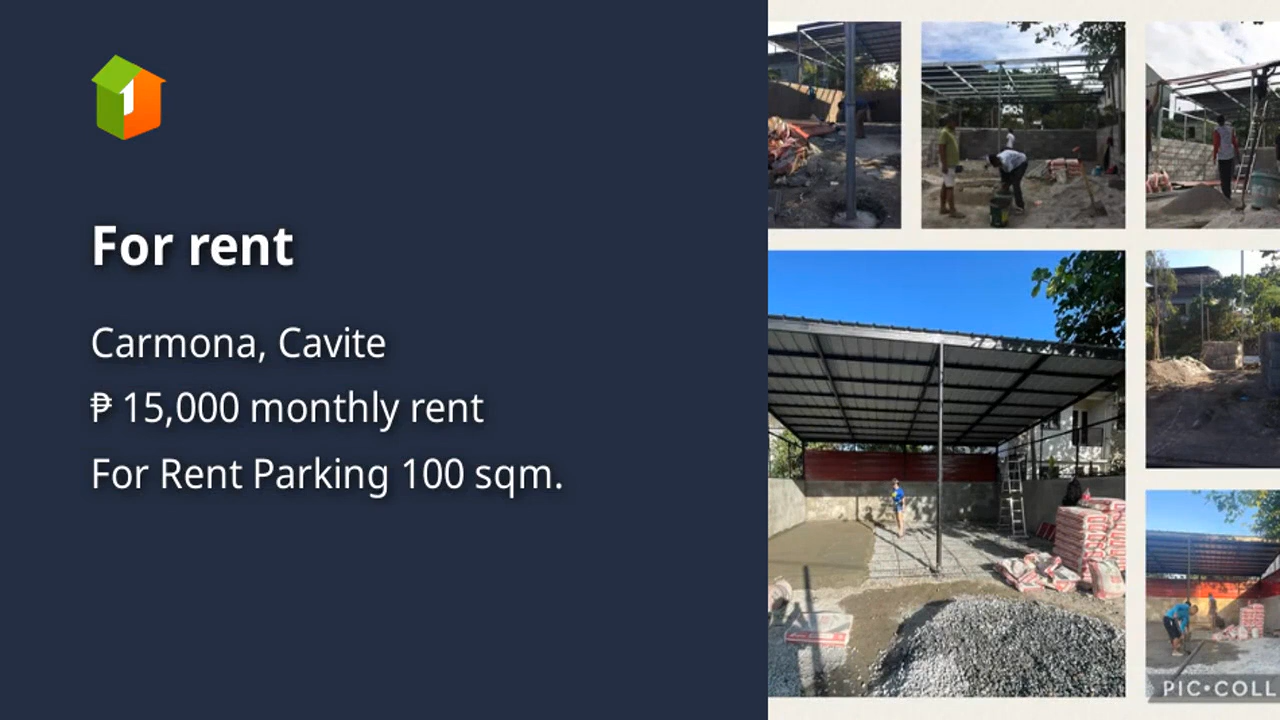 For rent
Carmona, Cavite
₱ 15,000 monthly rent
For Rent Parking 100 sqm.
PIC•COLL